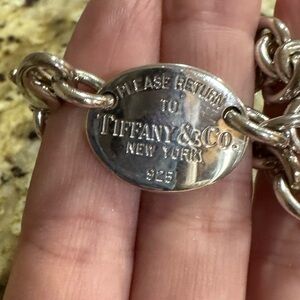 PLEASE RETURN
TO
TIFFANY & CO.
NEW YORK
925